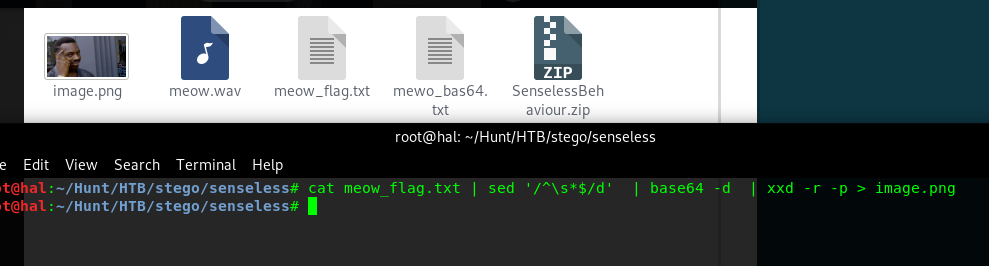 image.png
meow.wav
meow_flag.txt
mewo_bas64.
txt
ZIP
SenselessBeh
aviour.zip
root@hal: ~/Hunt/HTB/stego/senseless
e Edit View Search Terminal Help
ot@hal:~/Hunt/HTB/stego/senseless# cat meow_flag.txt | sed '/^\s*$/d'  | base64 -d  | xxd -r -p > image.png
ot@hal:~/Hunt/HTB/stego/senseless#